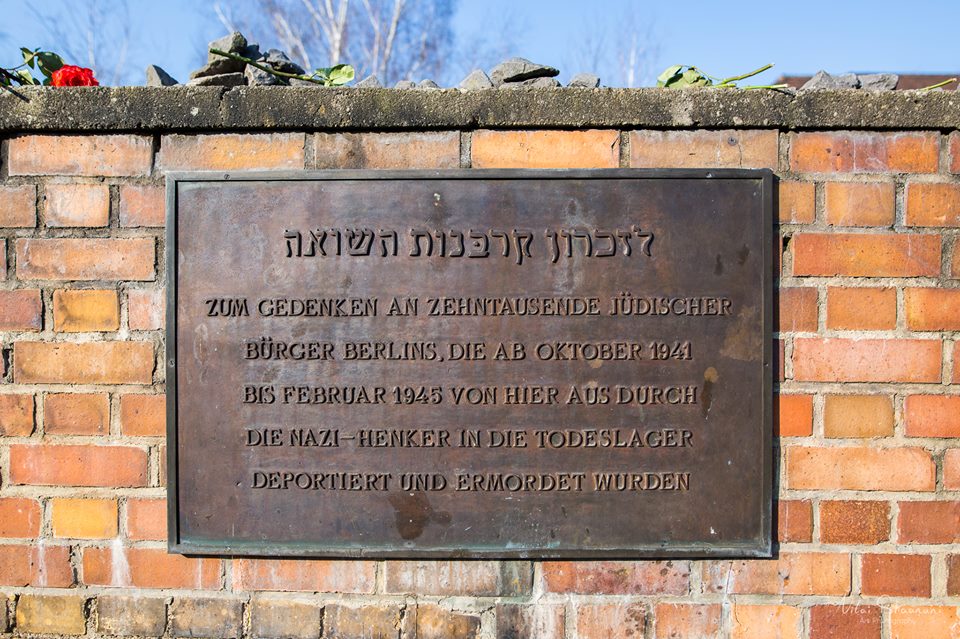 לזכרון קרבנות השואה
ZUM GEDENKEN AN ZEHNTAUSENDE JÜDISCHER
BÜRGER BERLINS, DIE AB OKTOBER 1941
BIS FEBRUAR 1945 VON HIER AUS DURCH
DIE NAZI-HENKER IN DIE TODESLAGER
DEPORTIERT UND ERMORDET WURDEN